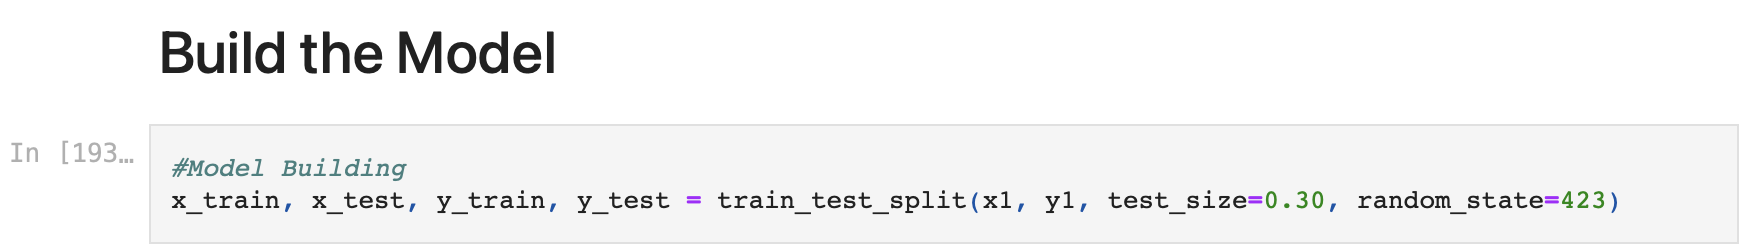 Build the Model
In [193…
#Model Building
x_train, x_test, y_train, y_test = train_test_split(x1, y1, test_size=0.30, random_state=423)